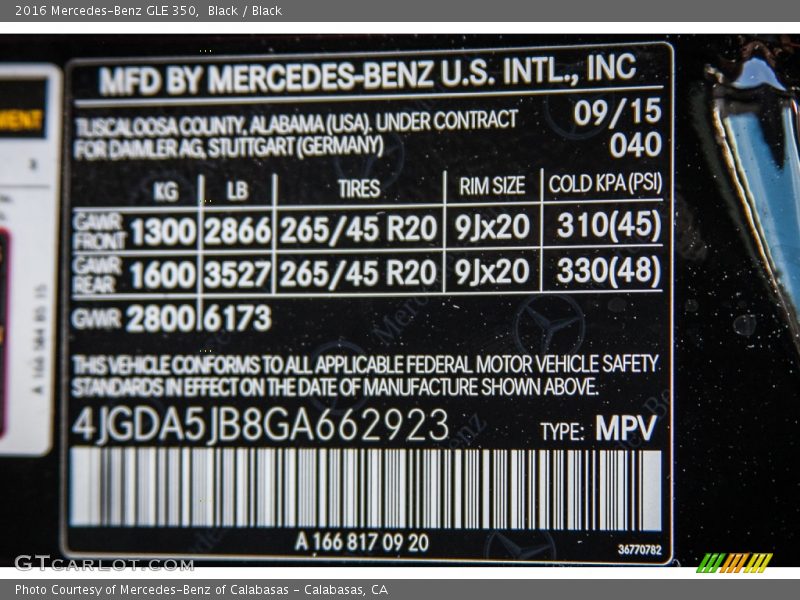 2016 Mercedes-Benz GLE 350,  Black / Black
MENT
MFD BY MERCEDES-BENZ U.S. INTL., INC
TUSCALOOSA COUNTY, ALABAMA (USA). UNDER CONTRACT 09/15
FOR DAIMLER AG, STUTTGART (GERMANY) 040
KG LB TIRES RIM SIZE COLD KPA (PSI)
GAWR FRONT 1300 2866 265/45 R20 9Jx20 310(45)
GAWR REAR 1600 3527 265/45 R20 9Jx20 330(48)
GWR 2800 6173
THIS VEHICLE CONFORMS TO ALL APPLICABLE FEDERAL MOTOR VEHICLE SAFETY
STANDARDS IN EFFECT ON THE DATE OF MANUFACTURE SHOWN ABOVE.
4JGDA5JB8GA662923 TYPE: MPV
A 166 817 09 20 36770782
GTCARLOT.COM
Photo Courtesy of Mercedes-Benz of Calabasas - Calabasas, CA